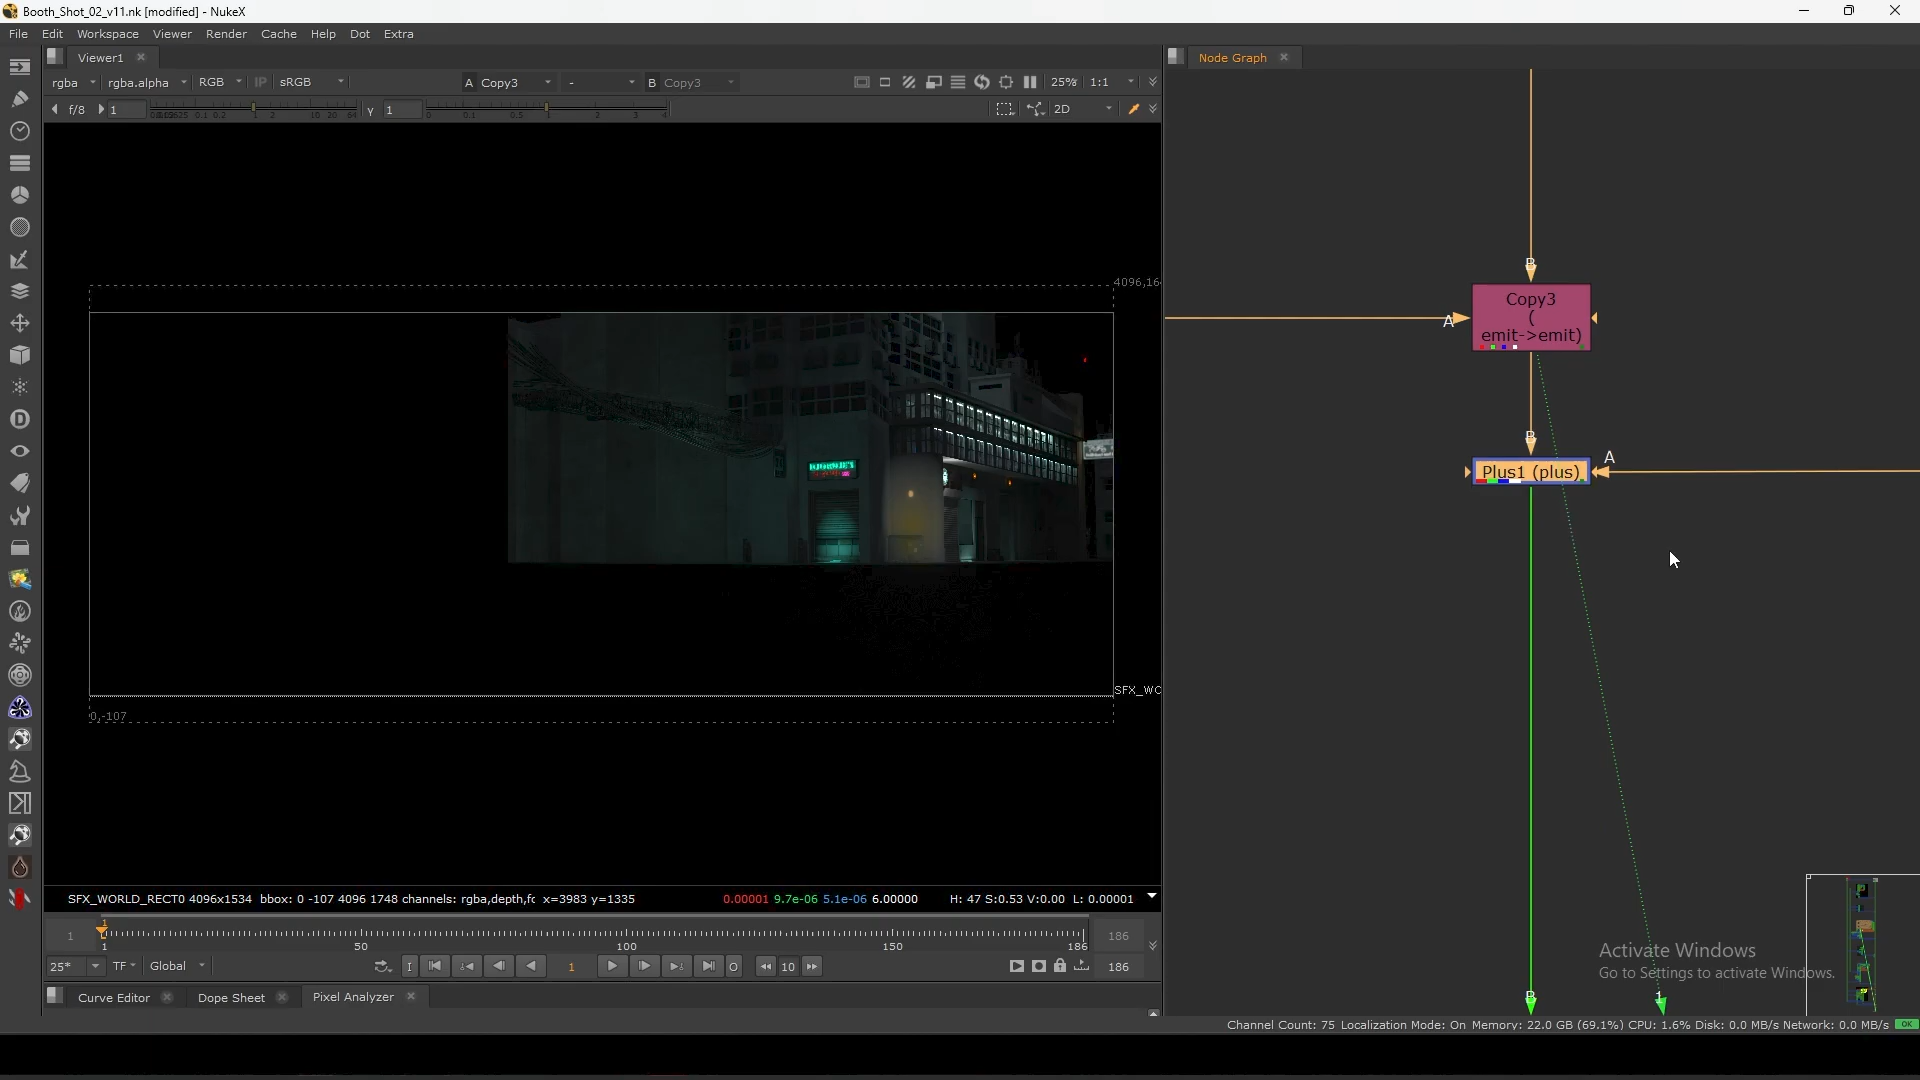 Booth_Shot_02_v11.nk [modified] - NukeX
File Edit Workspace Viewer Render Cache Help Dot Extra
Viewer1
rgba rgba.alpha RGB IP sRGB A Copy3 - B Copy3 25% 1:1
f/8 1 γ 1 2D
4096,16
SFX_WO
0,-107
SFX_WORLD_RECT0 4096x1534 bbox: 0 -107 4096 1748 channels: rgba,depth,fc x=3983 y=1335 0.00001 9.7e-06 5.1e-06 6.00000 H: 47 S:0.53 V:0.00 L: 0.00001
1 1 186
1 50 100 150 186
25* TF Global I 1 O 10 186
Curve Editor Dope Sheet Pixel Analyzer
Node Graph
B
Copy3
(
emit->emit)
A
B
A
Plus1 (plus)
B
1
Activate Windows
Go to Settings to activate Windows.
Channel Count: 75 Localization Mode: On Memory: 22.0 GB (69.1%) CPU: 1.6% Disk: 0.0 MB/s Network: 0.0 MB/s OK